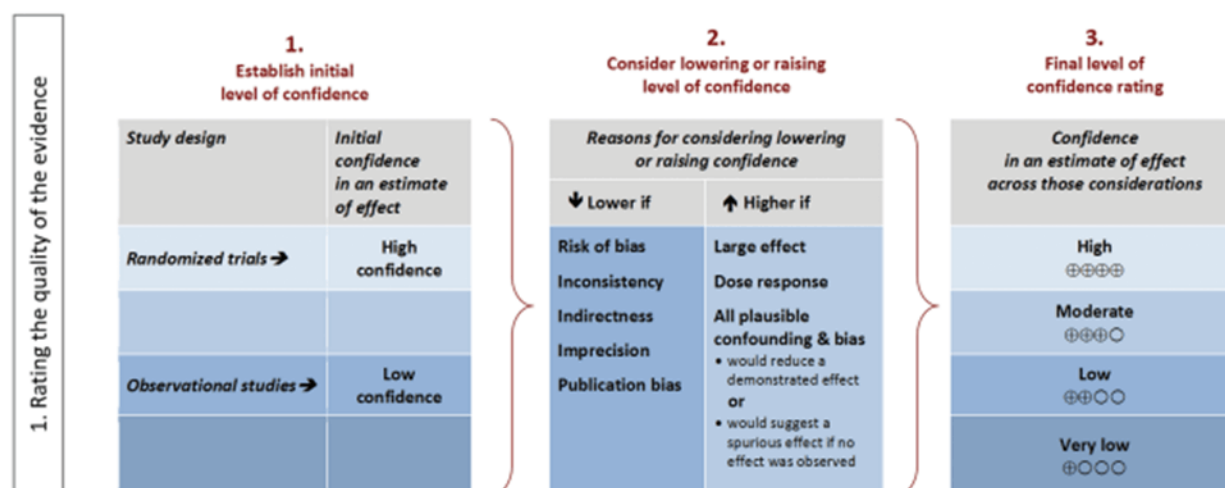 1. Rating the quality of the evidence
1.
Establish initial
level of confidence
Study design
Initial
confidence
in an estimate
of effect
Randomized trials ➔
High
confidence
Observational studies ➔
Low
confidence
2.
Consider lowering or raising
level of confidence
Reasons for considering lowering
or raising confidence
🡇 Lower if
🡅 Higher if
Risk of bias
Inconsistency
Indirectness
Imprecision
Publication bias
Large effect
Dose response
All plausible
confounding & bias
• would reduce a
demonstrated effect
or
• would suggest a
spurious effect if no
effect was observed
3.
Final level of
confidence rating
Confidence
in an estimate of effect
across those considerations
High
⊕⊕⊕⊕
Moderate
⊕⊕⊕○
Low
⊕⊕○○
Very low
⊕○○○